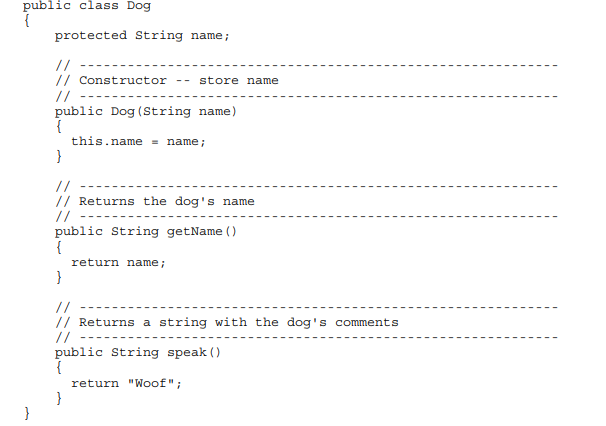 public class Dog
{
    protected String name;
    // ------------------------------------------------------------
    // Constructor -- store name
    // ------------------------------------------------------------
    public Dog(String name)
    {
      this.name = name;
    }
    // ------------------------------------------------------------
    // Returns the dog's name
    // ------------------------------------------------------------
    public String getName()
    {
      return name;
    }
    // ------------------------------------------------------------
    // Returns a string with the dog's comments
    // ------------------------------------------------------------
    public String speak()
    {
      return "Woof";
    }
}